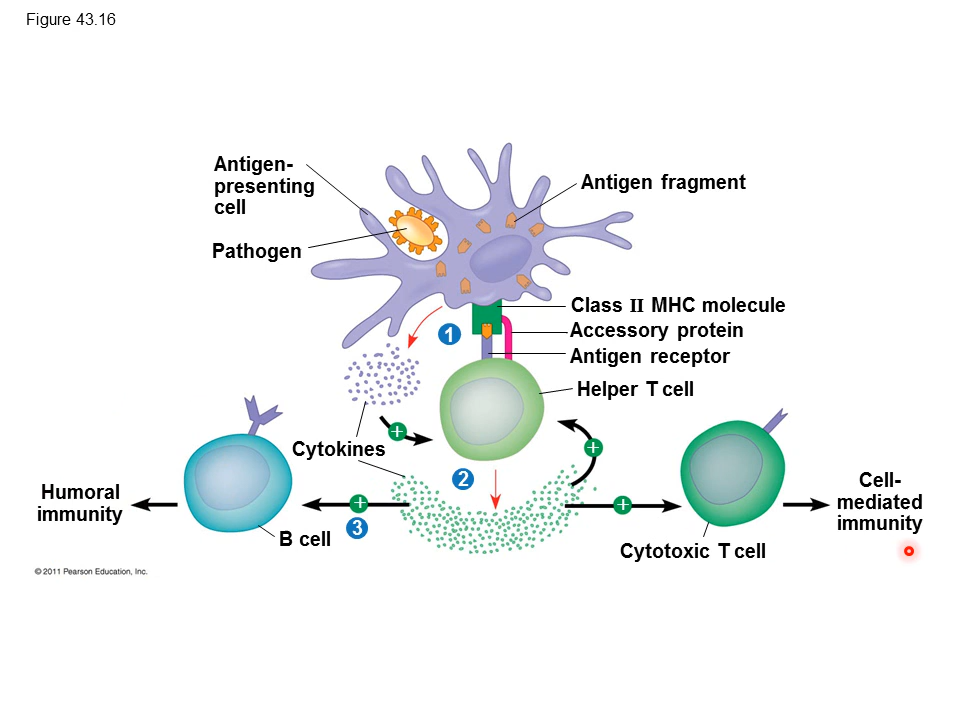 Figure 43.16
Antigen-
presenting
cell
Pathogen
Antigen fragment
Class II MHC molecule
Accessory protein
Antigen receptor
Helper T cell
1
Cytokines
+
+
2
Humoral
immunity
+
3
B cell
+
Cytotoxic T cell
Cell-
mediated
immunity
© 2011 Pearson Education, Inc.